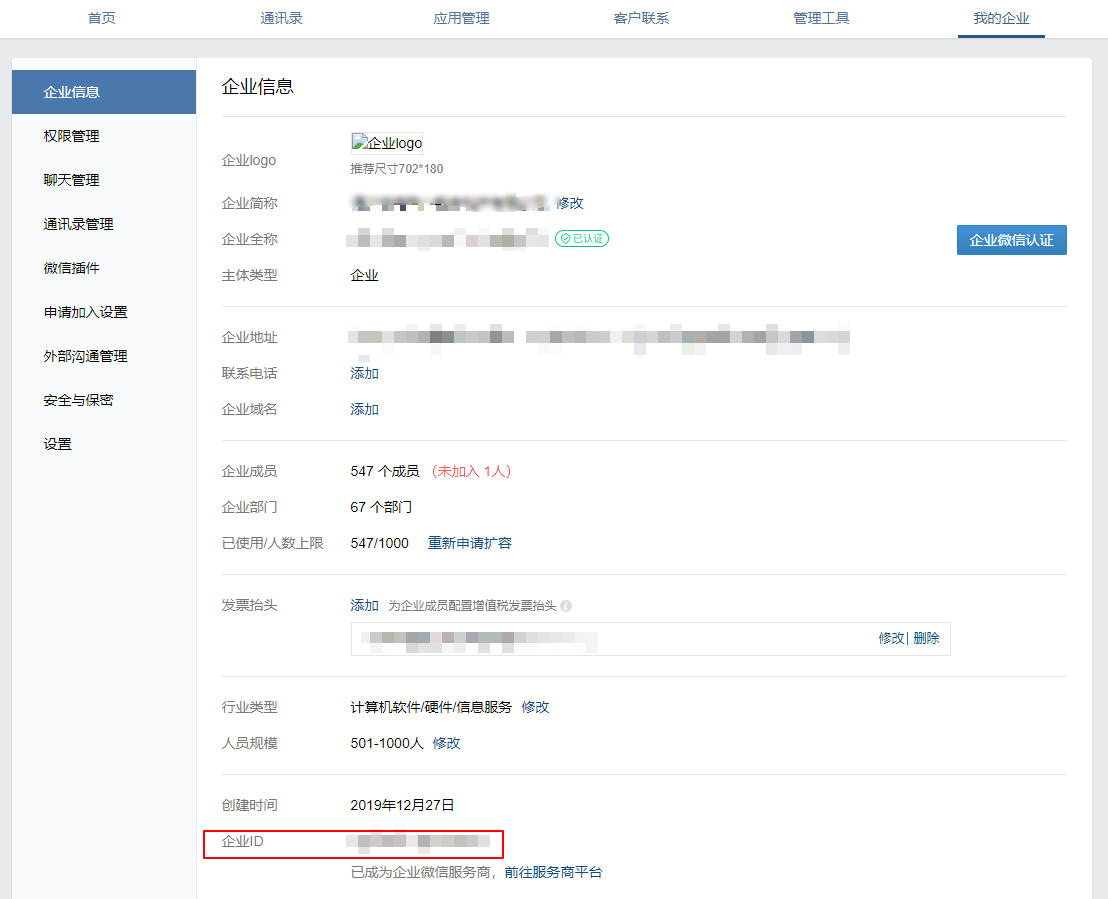 首页 通讯录 应用管理 客户联系 管理工具 我的企业
企业信息
权限管理
聊天管理
通讯录管理
微信插件
申请加入设置
外部沟通管理
安全与保密
设置
企业信息
企业logo 企业logo
推荐尺寸702*180
企业简称 修改
企业全称 已认证 企业微信认证
主体类型 企业
企业地址
联系电话 添加
企业域名 添加
企业成员 547 个成员 （未加入 1人）
企业部门 67 个部门
已使用/人数上限 547/1000 重新申请扩容
发票抬头 添加 为企业成员配置增值税发票抬头
修改| 删除
行业类型 计算机软件/硬件/信息服务 修改
人员规模 501-1000人 修改
创建时间 2019年12月27日
企业ID
已成为企业微信服务商，前往服务商平台